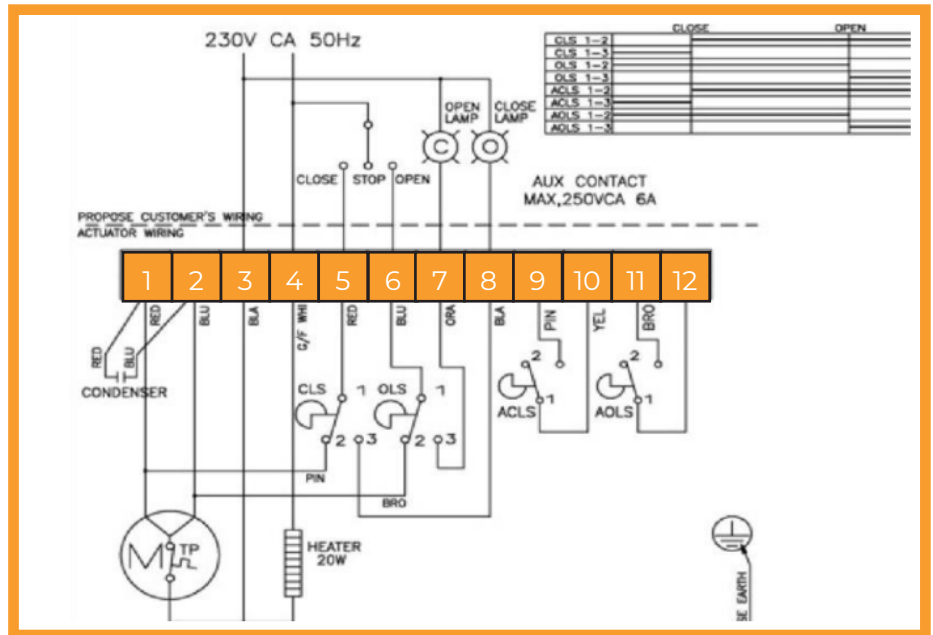 230V CA 50Hz
CLOSE OPEN
CLS 1-2
CLS 1-3
OLS 1-2
OLS 1-3
ACLS 1-2
ACLS 1-3
AOLS 1-2
AOLS 1-3
OPEN LAMP
CLOSE LAMP
C O
CLOSE STOP OPEN
AUX CONTACT
MAX,250VCA 6A
PROPOSE CUSTOMER'S WIRING
ACTUATOR WIRING
1 2 3 4 5 6 7 8 9 10 11 12
RED BLU BLA G/F WHI RED BLU ORA BLA PIN YEL BRO
RED BLU
CONDENSER
CLS 1 OLS 1
2 3 2 3
2 2
1 1
ACLS AOLS
PIN
BRO
M TP
HEATER
20W
SE EARTH